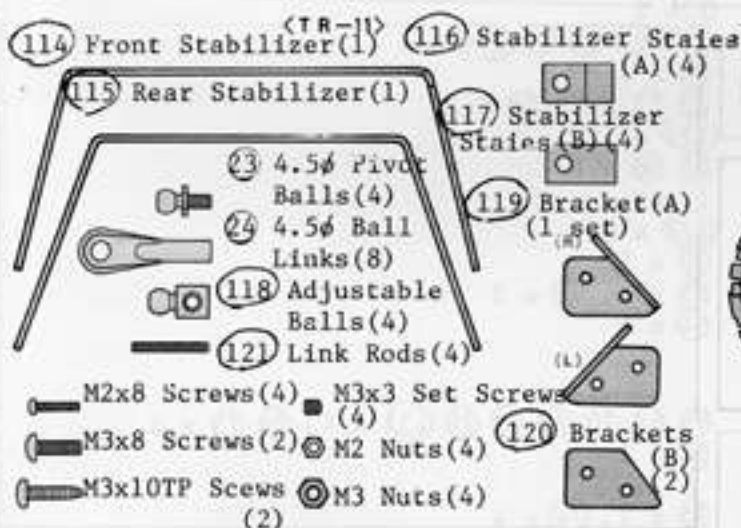 <TR-11>
114 Front Stabilizer(1)
115 Rear Stabilizer(1)
23 4.5ø Pivot
Balls(4)
24 4.5ø Ball
Links(8)
118 Adjustable
Balls(4)
121 Link Rods(4)
M2x8 Screws(4)
M3x8 Screws(2)
M3x10TP Scews
(2)
M3x3 Set Screws
(4)
M2 Nuts(4)
M3 Nuts(4)
116 Stabilizer Staies
(A)(4)
117 Stabilizer
Staies(B)(4)
119 Bracket(A)
(1 set)
(R)
(L)
120 Brackets
(B)
(2)